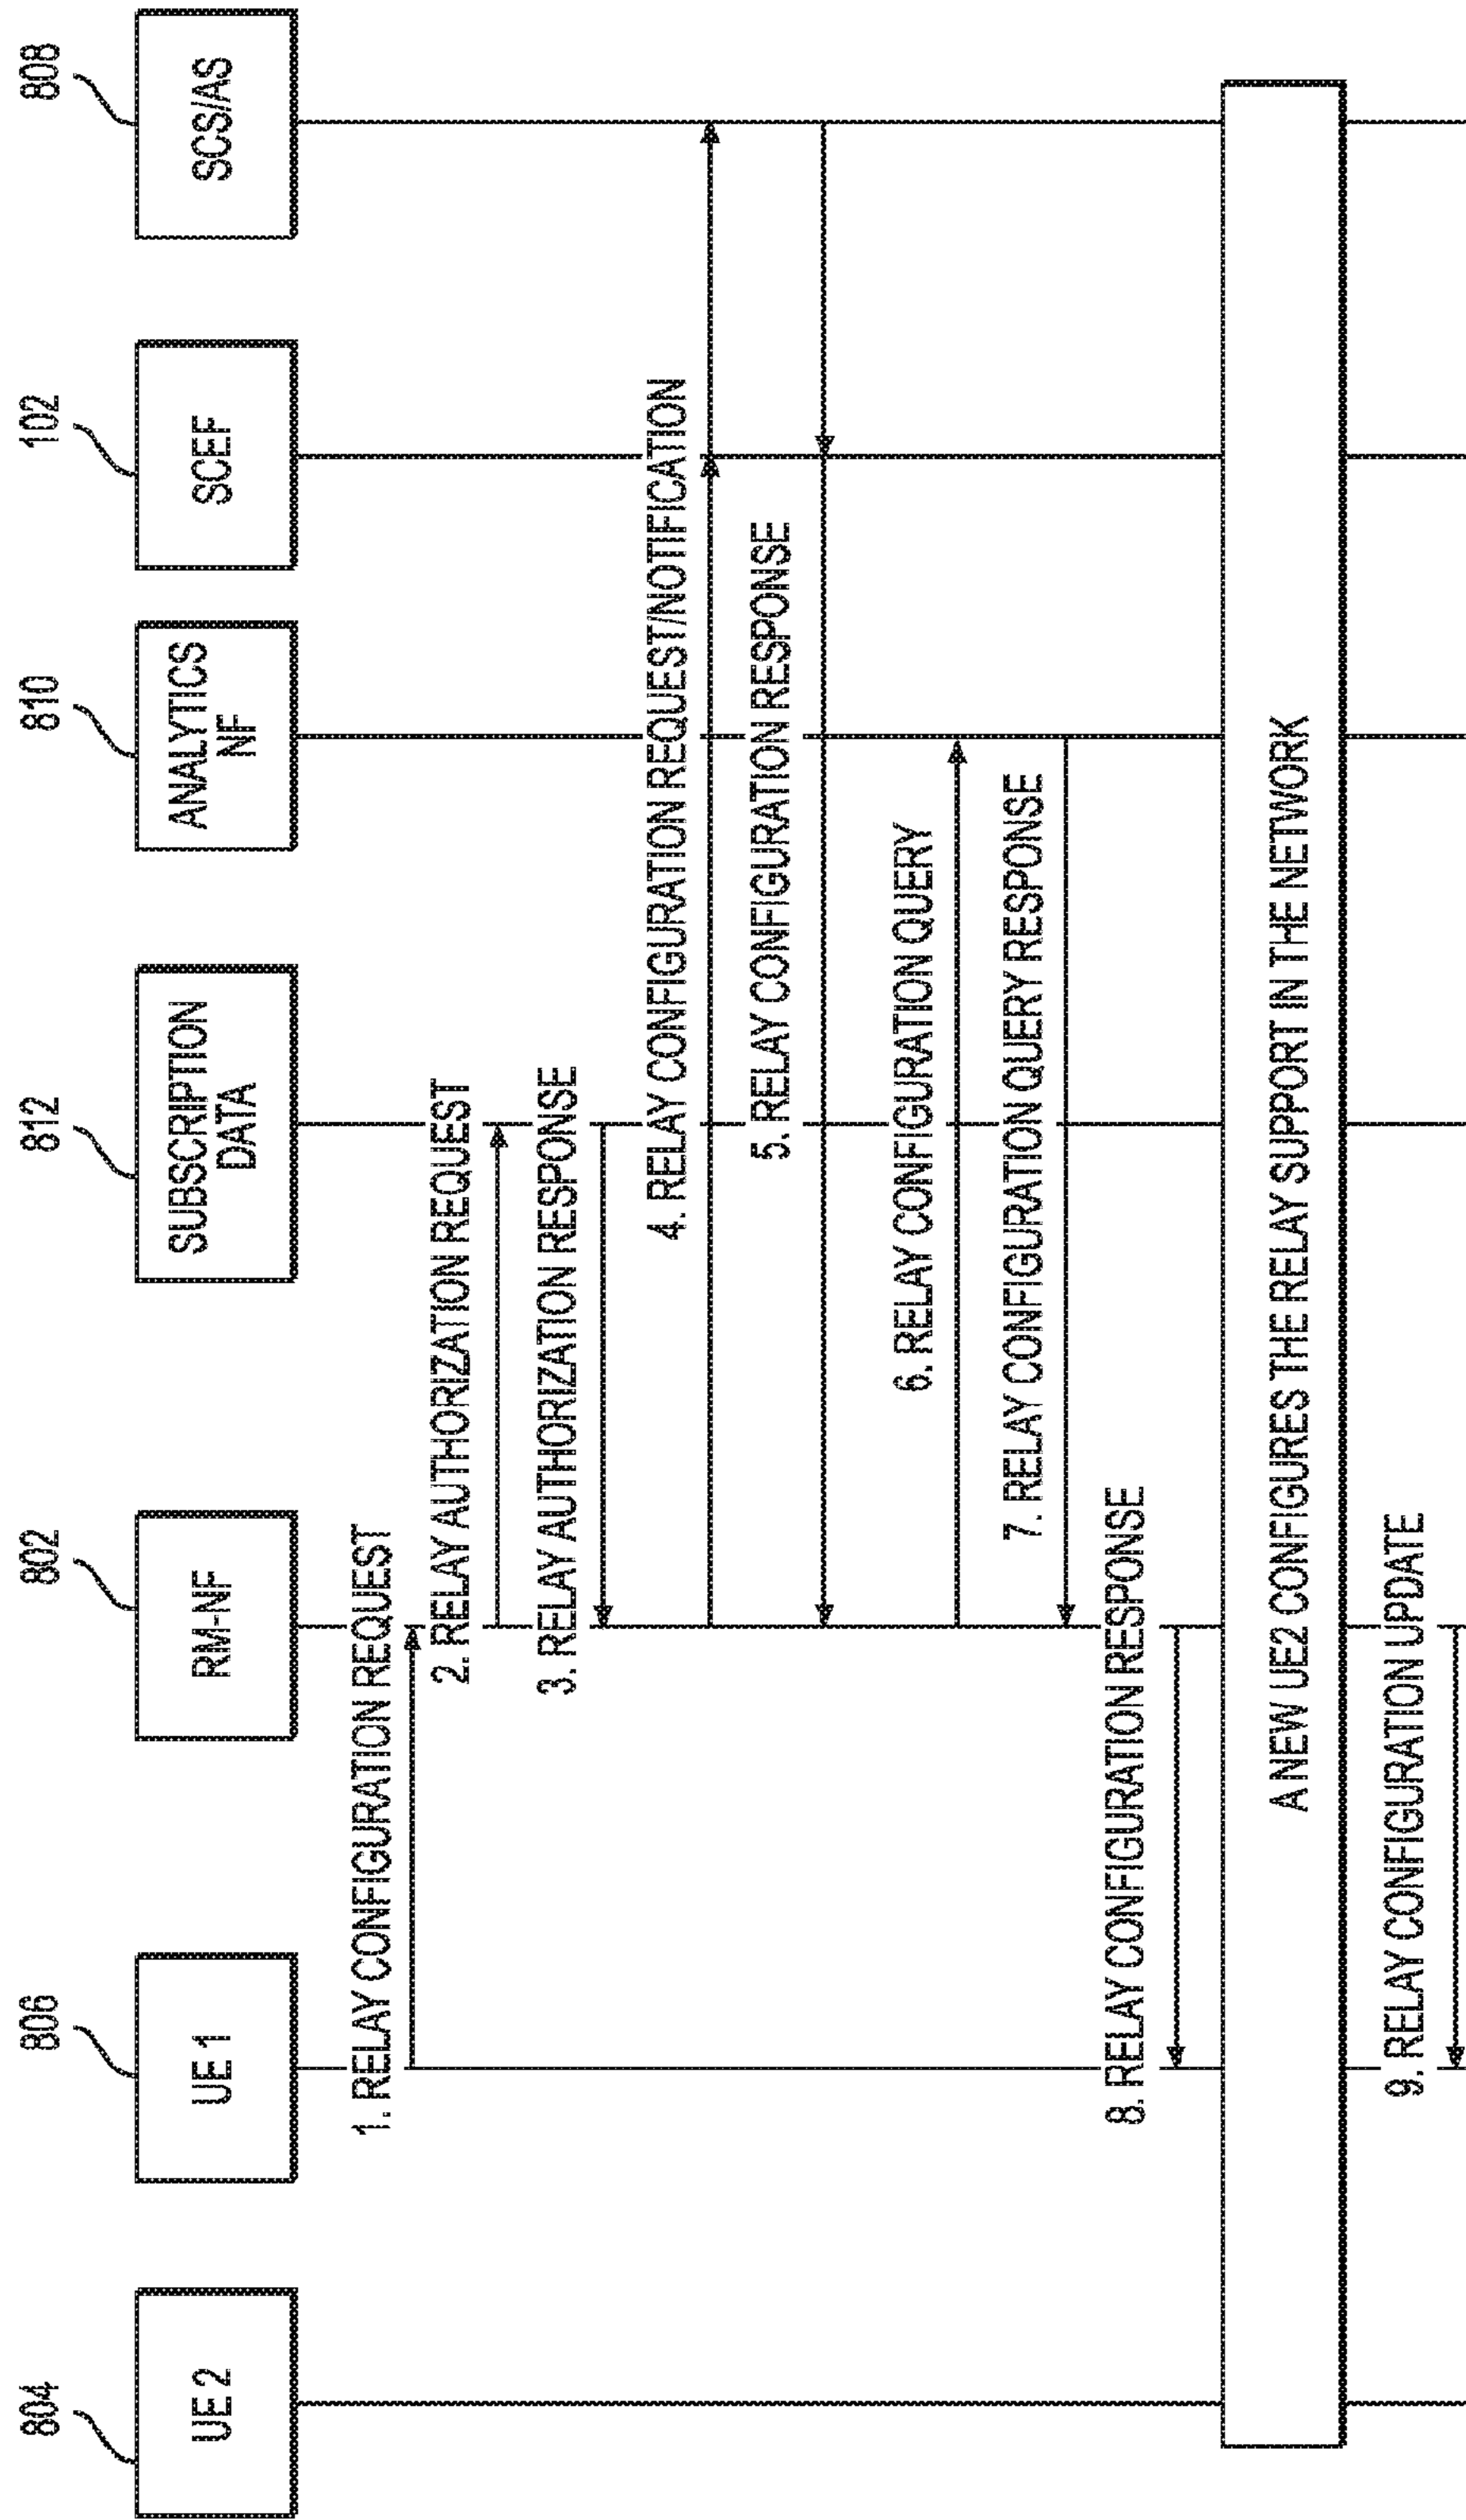 804
806
802
812
810
102
808
UE 2
UE 1
RM-NF
SUBSCRIPTION
DATA
ANALYTICS
NF
SCEF
SCS/AS
1. RELAY CONFIGURATION REQUEST
2. RELAY AUTHORIZATION REQUEST
3. RELAY AUTHORIZATION RESPONSE
4. RELAY CONFIGURATION REQUEST/NOTIFICATION
5. RELAY CONFIGURATION RESPONSE
6. RELAY CONFIGURATION QUERY
7. RELAY CONFIGURATION QUERY RESPONSE
8. RELAY CONFIGURATION RESPONSE
A NEW UE2 CONFIGURES THE RELAY SUPPORT IN THE NETWORK
9. RELAY CONFIGURATION UPDATE